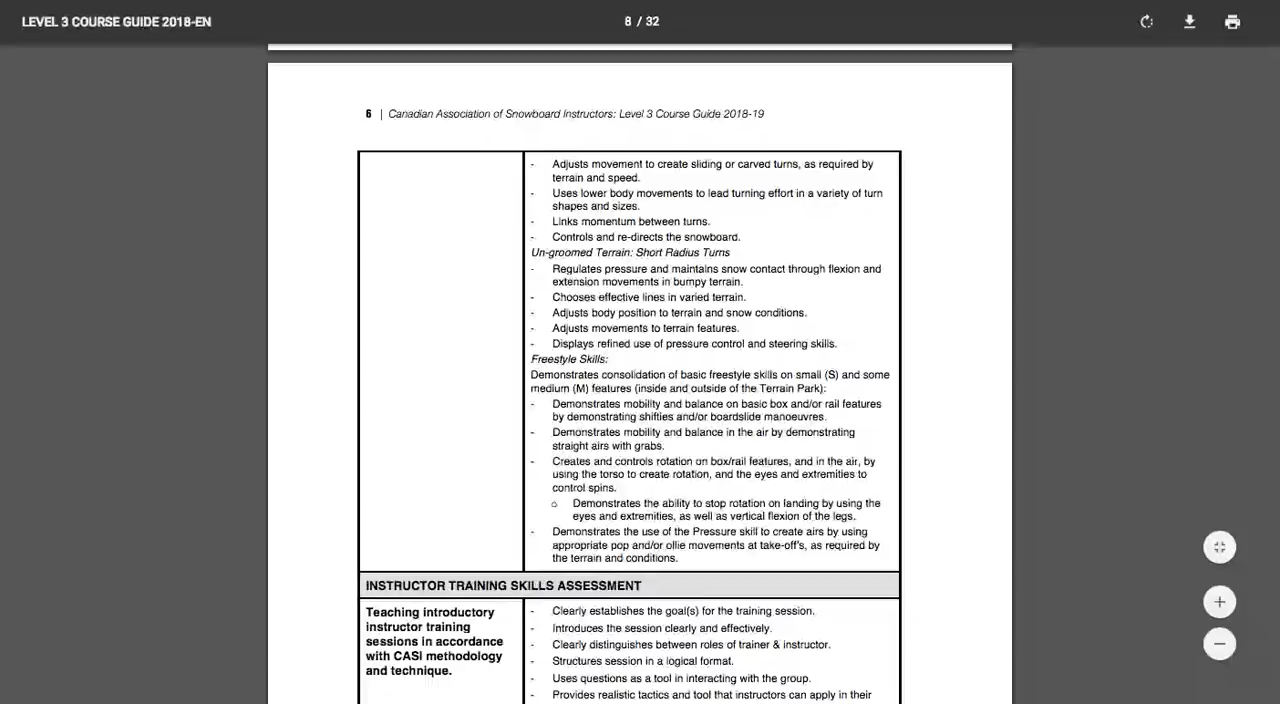 LEVEL 3 COURSE GUIDE 2018-EN
8 / 32
6 | Canadian Association of Snowboard Instructors: Level 3 Course Guide 2018-19
- Adjusts movement to create sliding or carved turns, as required by
terrain and speed.
- Uses lower body movements to lead turning effort in a variety of turn
shapes and sizes.
- Links momentum between turns.
- Controls and re-directs the snowboard.
Un-groomed Terrain: Short Radius Turns
- Regulates pressure and maintains snow contact through flexion and
extension movements in bumpy terrain.
- Chooses effective lines in varied terrain.
- Adjusts body position to terrain and snow conditions.
- Adjusts movements to terrain features.
- Displays refined use of pressure control and steering skills.
Freestyle Skills:
Demonstrates consolidation of basic freestyle skills on small (S) and some
medium (M) features (inside and outside of the Terrain Park):
- Demonstrates mobility and balance on basic box and/or rail features
by demonstrating shifties and/or boardslide manoeuvres.
- Demonstrates mobility and balance in the air by demonstrating
straight airs with grabs.
- Creates and controls rotation on box/rail features, and in the air, by
using the torso to create rotation, and the eyes and extremities to
control spins.
o Demonstrates the ability to stop rotation on landing by using the
eyes and extremities, as well as vertical flexion of the legs.
- Demonstrates the use of the Pressure skill to create airs by using
appropriate pop and/or ollie movements at take-off's, as required by
the terrain and conditions.
INSTRUCTOR TRAINING SKILLS ASSESSMENT
Teaching introductory
instructor training
sessions in accordance
with CASI methodology
and technique.
- Clearly establishes the goal(s) for the training session.
- Introduces the session clearly and effectively.
- Clearly distinguishes between roles of trainer & instructor.
- Structures session in a logical format.
- Uses questions as a tool in interacting with the group.
- Provides realistic tactics and tool that instructors can apply in their